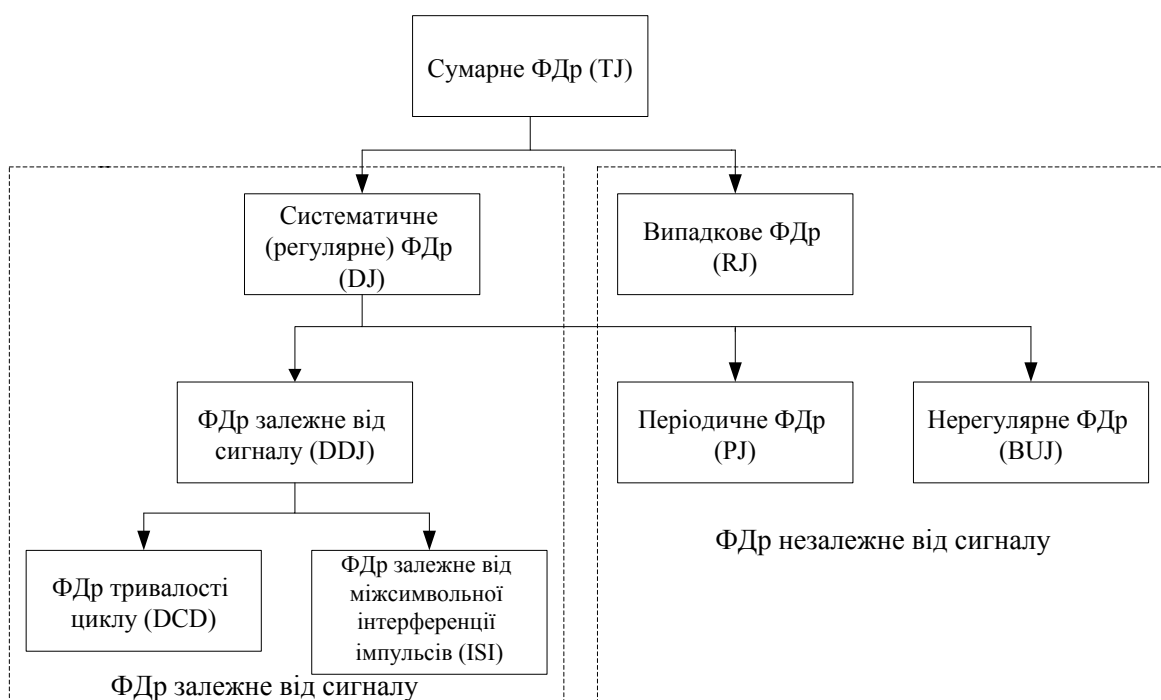 Сумарне ФДр (TJ)
Систематичне
(регулярне) ФДр
(DJ)
Випадкове ФДр
(RJ)
ФДр залежне від
сигналу (DDJ)
Періодичне ФДр
(PJ)
Нерегулярне ФДр
(BUJ)
ФДр тривалості
циклу (DCD)
ФДр залежне від
міжсимвольної
інтерференції
імпульсів (ISI)
ФДр незалежне від сигналу
ФДр залежне від сигналу